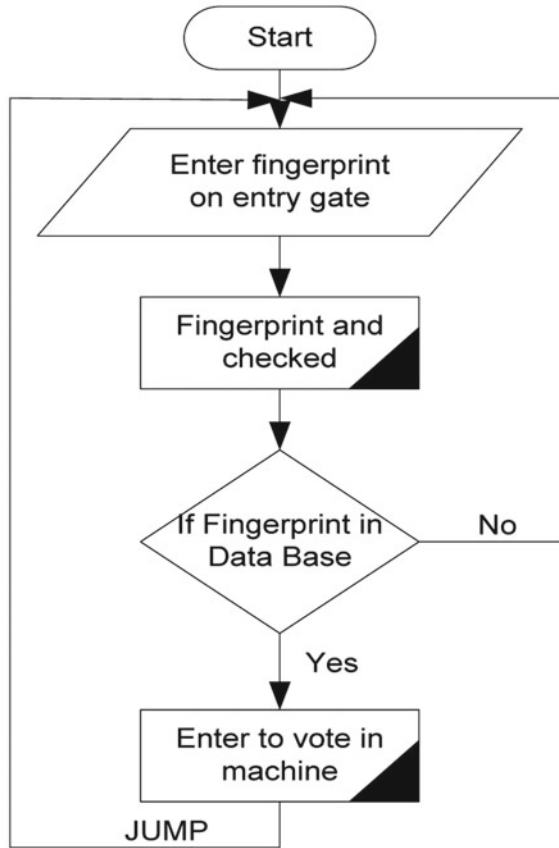 Start
Enter fingerprint
on entry gate
Fingerprint and
checked
If Fingerprint in
Data Base
No
Yes
Enter to vote in
machine
JUMP